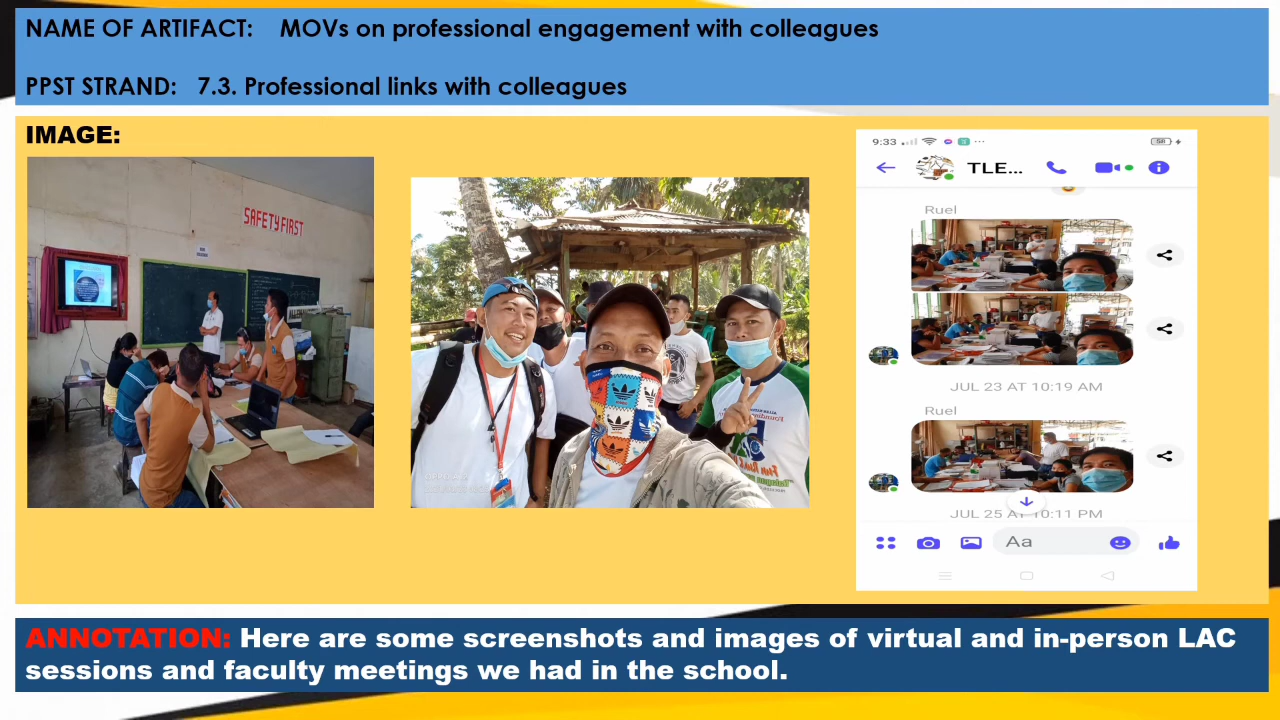 NAME OF ARTIFACT: MOVs on professional engagement with colleagues
PPST STRAND: 7.3. Professional links with colleagues
IMAGE:
SAFETY FIRST
9:33
58
TLE...
Ruel
JUL 23 AT 10:19 AM
Ruel
JUL 25 AT 10:11 PM
Aa
ANNOTATION: Here are some screenshots and images of virtual and in-person LAC
sessions and faculty meetings we had in the school.